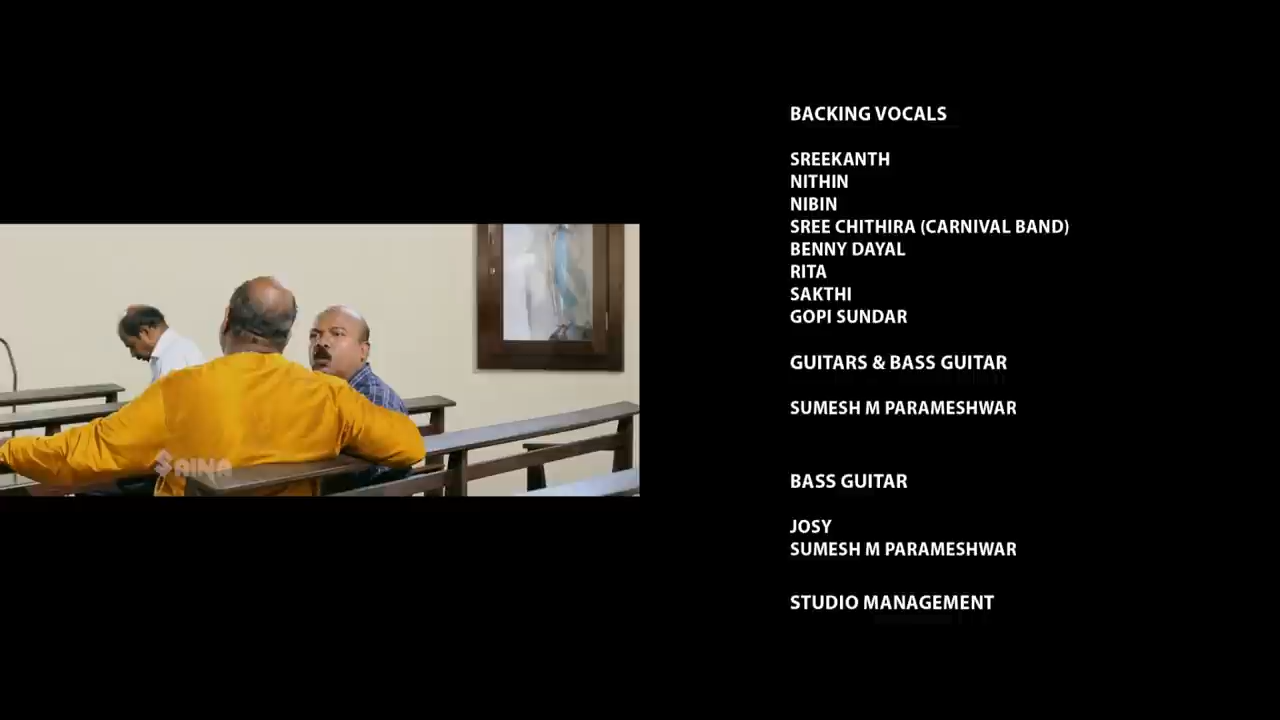 BACKING VOCALS
SREEKANTH
NITHIN
NIBIN
SREE CHITHIRA (CARNIVAL BAND)
BENNY DAYAL
RITA
SAKTHI
GOPI SUNDAR
GUITARS & BASS GUITAR
SUMESH M PARAMESHWAR
BASS GUITAR
JOSY
SUMESH M PARAMESHWAR
STUDIO MANAGEMENT
SAINA